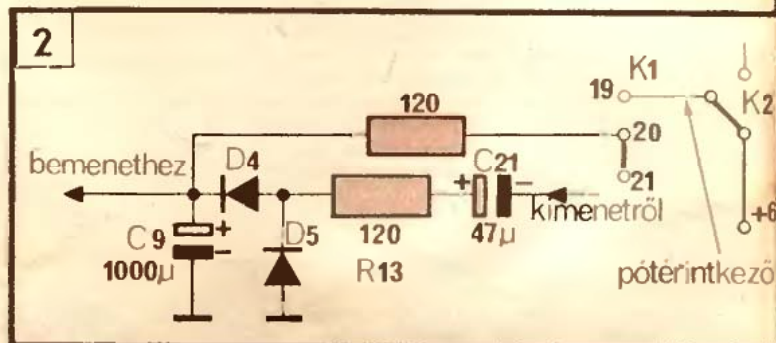 2
120
19 K1
K2
20
bemenethez
D4
C21
+ -
21
kimenetről
+6
C9
+
-
1000µ
D5
120
47µ
R13
pótérintkező